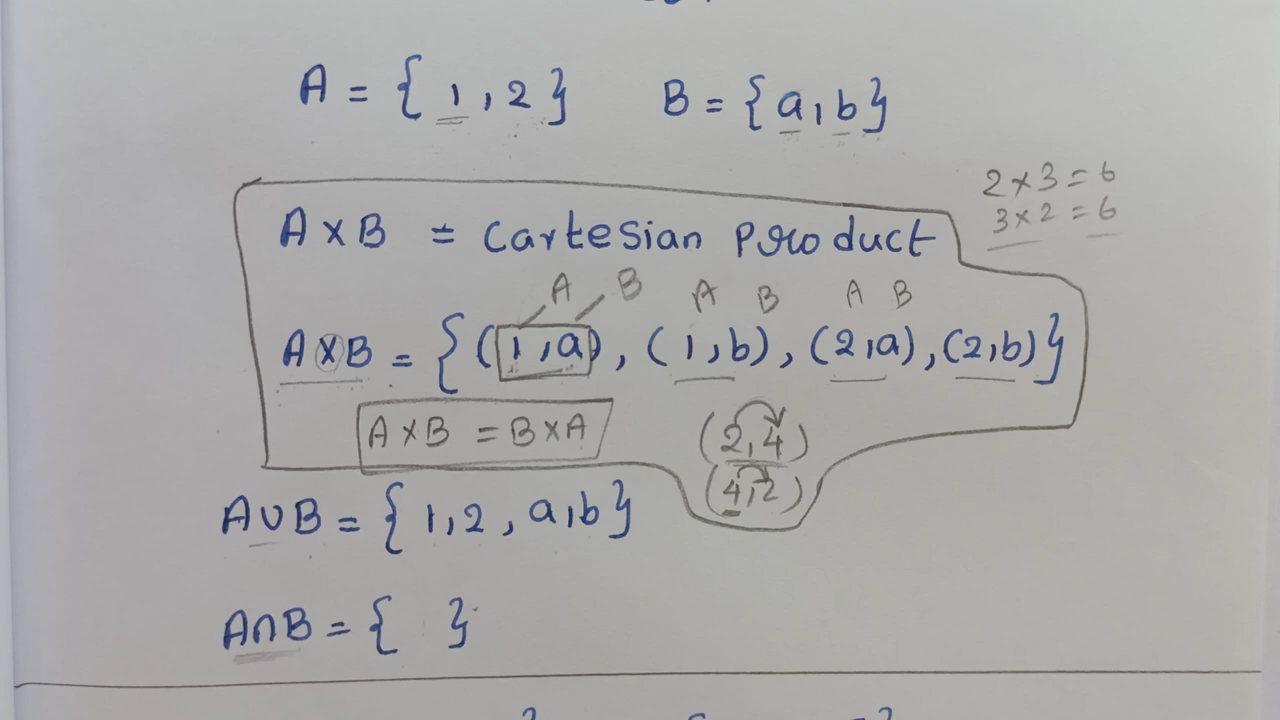 A = { 1, 2 } B = { a, b }
2 × 3 = 6
3 × 2 = 6
A × B = Cartesian Product
A B A B A B
A × B = { (1, a), (1, b), (2, a), (2, b) }
A × B = B × A (2, 4)
(4, 2)
A ∪ B = { 1, 2, a, b }
A ∩ B = { }